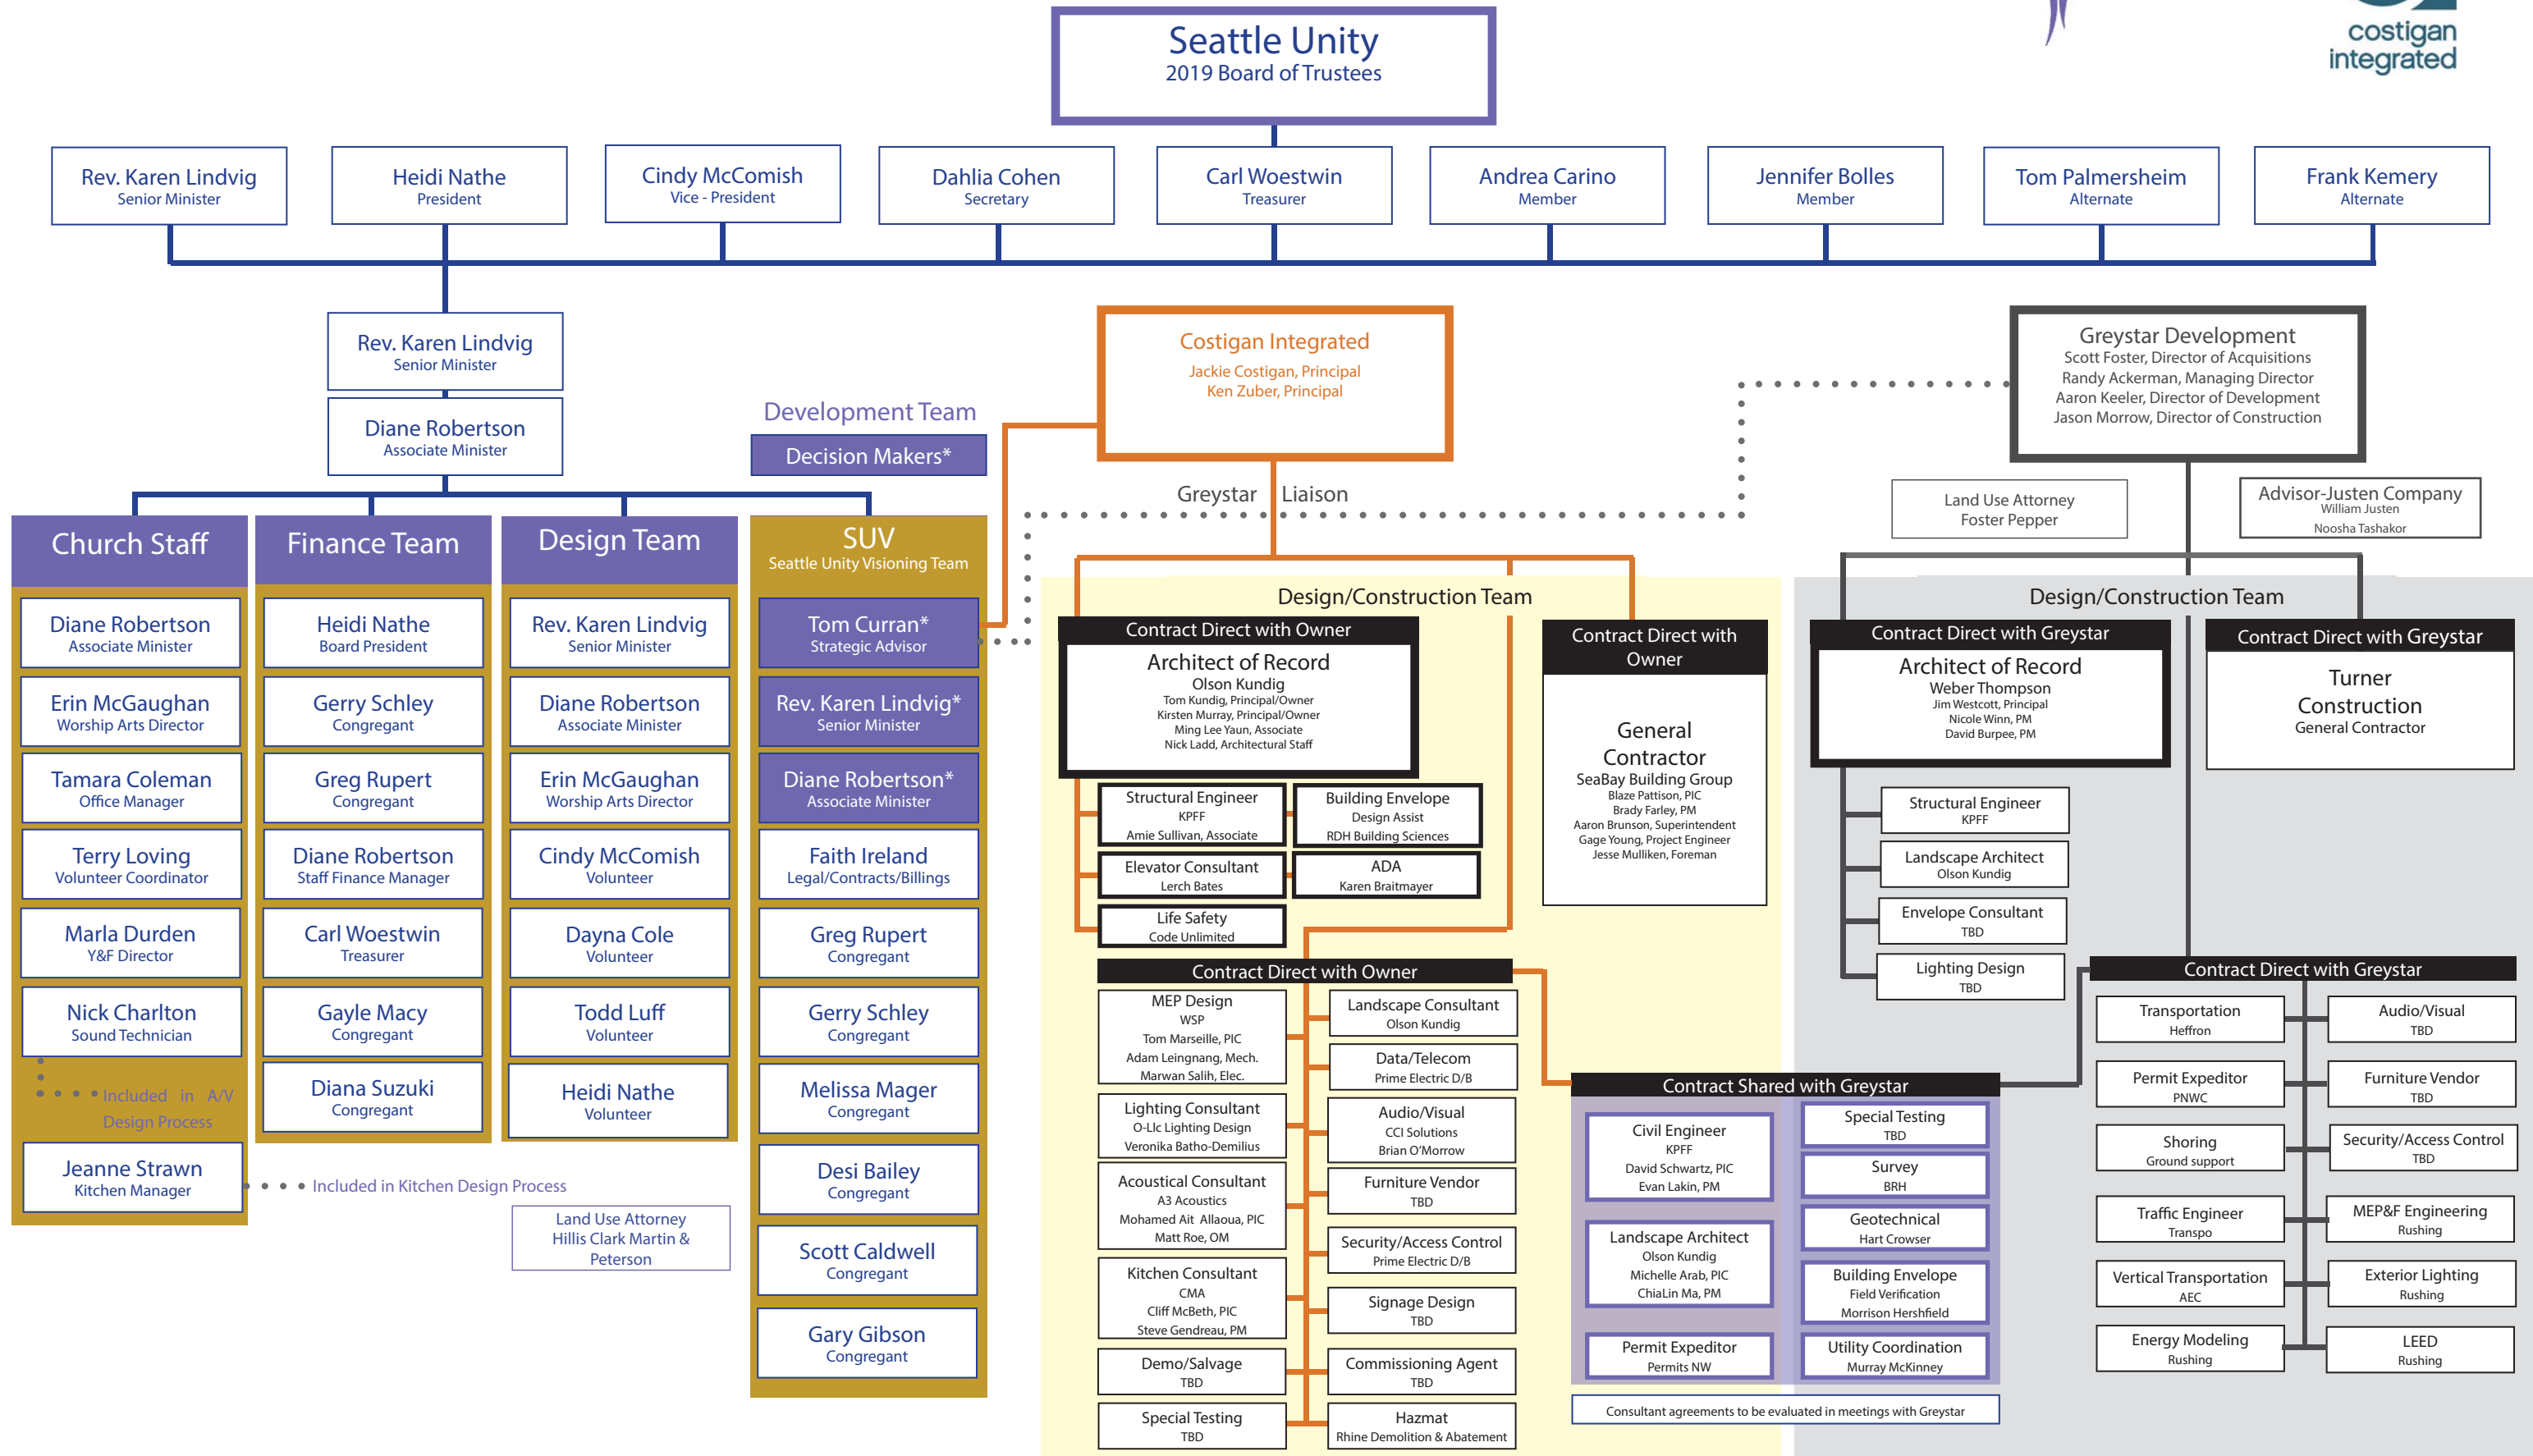 Seattle Unity
2019 Board of Trustees
costigan
integrated
Rev. Karen Lindvig
Senior Minister
Heidi Nathe
President
Cindy McComish
Vice - President
Dahlia Cohen
Secretary
Carl Woestwin
Treasurer
Andrea Carino
Member
Jennifer Bolles
Member
Tom Palmersheim
Alternate
Frank Kemery
Alternate
Rev. Karen Lindvig
Senior Minister
Diane Robertson
Associate Minister
Development Team
Decision Makers*
Costigan Integrated
Jackie Costigan, Principal
Ken Zuber, Principal
Greystar Liaison
Greystar Development
Scott Foster, Director of Acquisitions
Randy Ackerman, Managing Director
Aaron Keeler, Director of Development
Jason Morrow, Director of Construction
Land Use Attorney
Foster Pepper
Advisor-Justen Company
William Justen
Noosha Tashakor
Church Staff
Diane Robertson
Associate Minister
Erin McGaughan
Worship Arts Director
Tamara Coleman
Office Manager
Terry Loving
Volunteer Coordinator
Marla Durden
Y&F Director
Nick Charlton
Sound Technician
Included in A/V
Design Process
Jeanne Strawn
Kitchen Manager
Included in Kitchen Design Process
Finance Team
Heidi Nathe
Board President
Gerry Schley
Congregant
Greg Rupert
Congregant
Diane Robertson
Staff Finance Manager
Carl Woestwin
Treasurer
Gayle Macy
Congregant
Diana Suzuki
Congregant
Design Team
Rev. Karen Lindvig
Senior Minister
Diane Robertson
Associate Minister
Erin McGaughan
Worship Arts Director
Cindy McComish
Volunteer
Dayna Cole
Volunteer
Todd Luff
Volunteer
Heidi Nathe
Volunteer
Land Use Attorney
Hillis Clark Martin &
Peterson
SUV
Seattle Unity Visioning Team
Tom Curran*
Strategic Advisor
Rev. Karen Lindvig*
Senior Minister
Diane Robertson*
Associate Minister
Faith Ireland
Legal/Contracts/Billings
Greg Rupert
Congregant
Gerry Schley
Congregant
Melissa Mager
Congregant
Desi Bailey
Congregant
Scott Caldwell
Congregant
Gary Gibson
Congregant
Design/Construction Team
Contract Direct with Owner
Architect of Record
Olson Kundig
Tom Kundig, Principal/Owner
Kirsten Murray, Principal/Owner
Ming Lee Yaun, Associate
Nick Ladd, Architectural Staff
Structural Engineer
KPFF
Amie Sullivan, Associate
Building Envelope
Design Assist
RDH Building Sciences
Elevator Consultant
Lerch Bates
ADA
Karen Braitmayer
Life Safety
Code Unlimited
Contract Direct with
Owner
General
Contractor
SeaBay Building Group
Blaze Pattison, PIC
Brady Farley, PM
Aaron Brunson, Superintendent
Gage Young, Project Engineer
Jesse Mulliken, Foreman
Contract Direct with Owner
MEP Design
WSP
Tom Marseille, PIC
Adam Leingnang, Mech.
Marwan Salih, Elec.
Lighting Consultant
O-Llc Lighting Design
Veronika Batho-Demilius
Acoustical Consultant
A3 Acoustics
Mohamed Ait Allaoua, PIC
Matt Roe, OM
Kitchen Consultant
CMA
Cliff McBeth, PIC
Steve Gendreau, PM
Demo/Salvage
TBD
Special Testing
TBD
Landscape Consultant
Olson Kundig
Data/Telecom
Prime Electric D/B
Audio/Visual
CCI Solutions
Brian O'Morrow
Furniture Vendor
TBD
Security/Access Control
Prime Electric D/B
Signage Design
TBD
Commissioning Agent
TBD
Hazmat
Rhine Demolition & Abatement
Contract Shared with Greystar
Civil Engineer
KPFF
David Schwartz, PIC
Evan Lakin, PM
Landscape Architect
Olson Kundig
Michelle Arab, PIC
ChiaLin Ma, PM
Permit Expeditor
Permits NW
Special Testing
TBD
Survey
BRH
Geotechnical
Hart Crowser
Building Envelope
Field Verification
Morrison Hershfield
Utility Coordination
Murray McKinney
Consultant agreements to be evaluated in meetings with Greystar
Design/Construction Team
Contract Direct with Greystar
Architect of Record
Weber Thompson
Jim Westcott, Principal
Nicole Winn, PM
David Burpee, PM
Structural Engineer
KPFF
Landscape Architect
Olson Kundig
Envelope Consultant
TBD
Lighting Design
TBD
Contract Direct with Greystar
Turner
Construction
General Contractor
Contract Direct with Greystar
Transportation
Heffron
Permit Expeditor
PNWC
Shoring
Ground support
Traffic Engineer
Transpo
Vertical Transportation
AEC
Energy Modeling
Rushing
Audio/Visual
TBD
Furniture Vendor
TBD
Security/Access Control
TBD
MEP&F Engineering
Rushing
Exterior Lighting
Rushing
LEED
Rushing